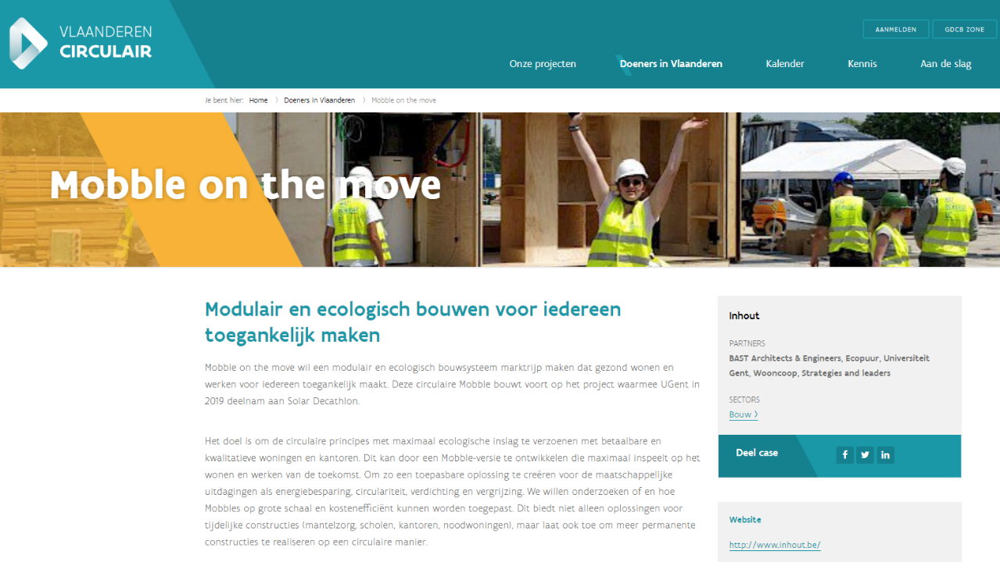 VLAANDEREN
CIRCULAIR
AANMELDEN
GDCB ZONE
Onze projecten
Doeners in Vlaanderen
Kalender
Kennis
Aan de slag
Je bent hier: Home 〉 Doeners in Vlaanderen 〉 Mobble on the move
Mobble on the move
Modulair en ecologisch bouwen voor iedereen
toegankelijk maken
Mobble on the move wil een modulair en ecologisch bouwsysteem marktrijp maken dat gezond wonen en
werken voor iedereen toegankelijk maakt. Deze circulaire Mobble bouwt voort op het project waarmee UGent in
2019 deelnam aan Solar Decathlon.
Het doel is om de circulaire principes met maximaal ecologische inslag te verzoenen met betaalbare en
kwalitatieve woningen en kantoren. Dit kan door een Mobble-versie te ontwikkelen die maximaal inspeelt op het
wonen en werken van de toekomst. Om zo een toepasbare oplossing te creëren voor de maatschappelijke
uitdagingen als energiebesparing, circulariteit, verdichting en vergrijzing. We willen onderzoeken of en hoe
Mobbles op grote schaal en kostenefficiënt kunnen worden toegepast. Dit biedt niet alleen oplossingen voor
tijdelijke constructies (mantelzorg, scholen, kantoren, noodwoningen), maar laat ook toe om meer permanente
constructies te realiseren op een circulaire manier.
Inhout
PARTNERS
BAST Architects & Engineers, Ecopuur, Universiteit
Gent, Wooncoop, Strategies and leaders
SECTORS
Bouw 〉
Deel case
Website
http://www.inhout.be/